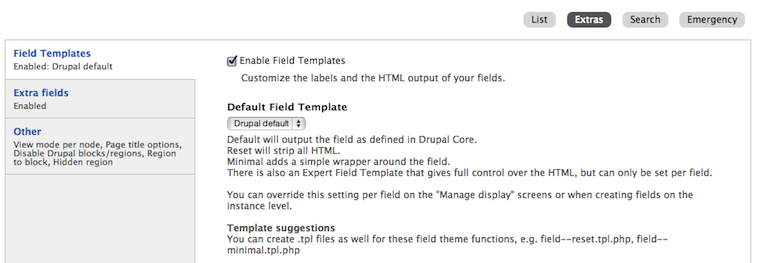 List Extras Search Emergency
Field Templates
Enabled: Drupal default
Extra fields
Enabled
Other
View mode per node, Page title options,
Disable Drupal blocks/regions, Region
to block, Hidden region
Enable Field Templates
Customize the labels and the HTML output of your fields.
Default Field Template
Drupal default
Default will output the field as defined in Drupal Core.
Reset will strip all HTML.
Minimal adds a simple wrapper around the field.
There is also an Expert Field Template that gives full control over the HTML, but can only be set per field.
You can override this setting per field on the "Manage display" screens or when creating fields on the
instance level.
Template suggestions
You can create .tpl files as well for these field theme functions, e.g. field--reset.tpl.php, field--
minimal.tpl.php